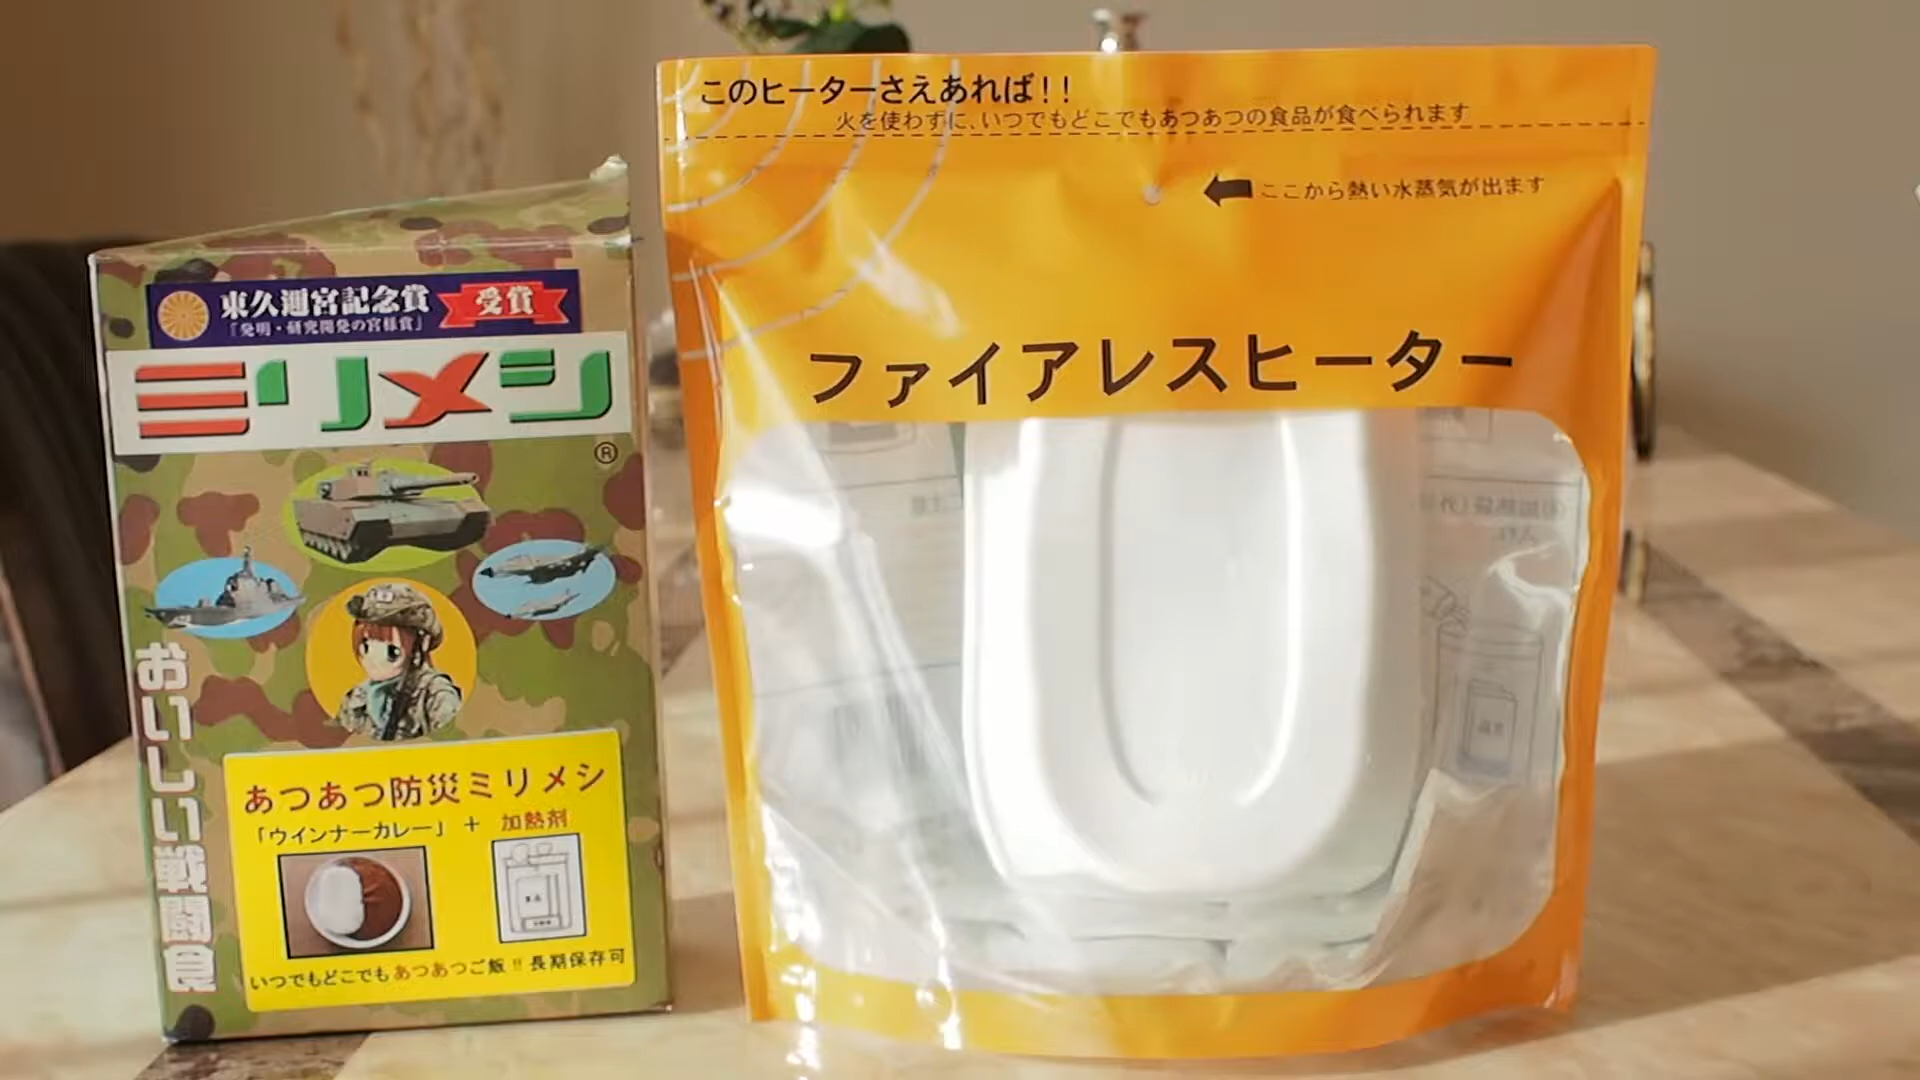 東久邇宮記念賞
受賞
「発明・研究開発の宮様賞」
ミリメシ
®
おいしい戦闘食
あつあつ防災ミリメシ
「ウインナーカレー」 + 加熱剤
いつでもどこでもあつあつご飯!!長期保存可
このヒーターさえあれば!!
火を使わずに、いつでもどこでもあつあつの食品が食べられます
ここから熱い水蒸気が出ます
ファイアレスヒーター